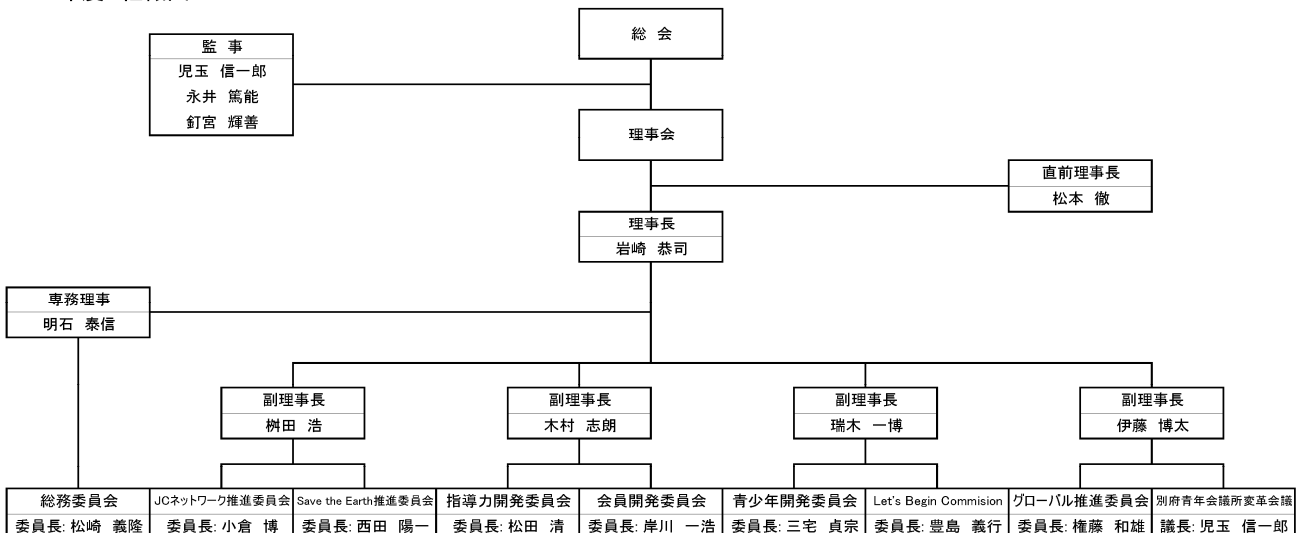 総 会
監 事
児玉 信一郎
永井 篤能
釘宮 輝善
理事会
直前理事長
松本 徹
理事長
岩崎 恭司
専務理事
明石 泰信
副理事長
桝田 浩
副理事長
木村 志朗
副理事長
瑞木 一博
副理事長
伊藤 博太
総務委員会
委員長: 松崎 義隆
JCネットワーク推進委員会
委員長: 小倉 博
Save the Earth推進委員会
委員長: 西田 陽一
指導力開発委員会
委員長: 松田 清
会員開発委員会
委員長: 岸川 一浩
青少年開発委員会
委員長: 三宅 貞宗
Let's Begin Commision
委員長: 豊島 義行
グローバル推進委員会
委員長: 権藤 和雄
別府青年会議所変革会議
議長: 児玉 信一郎